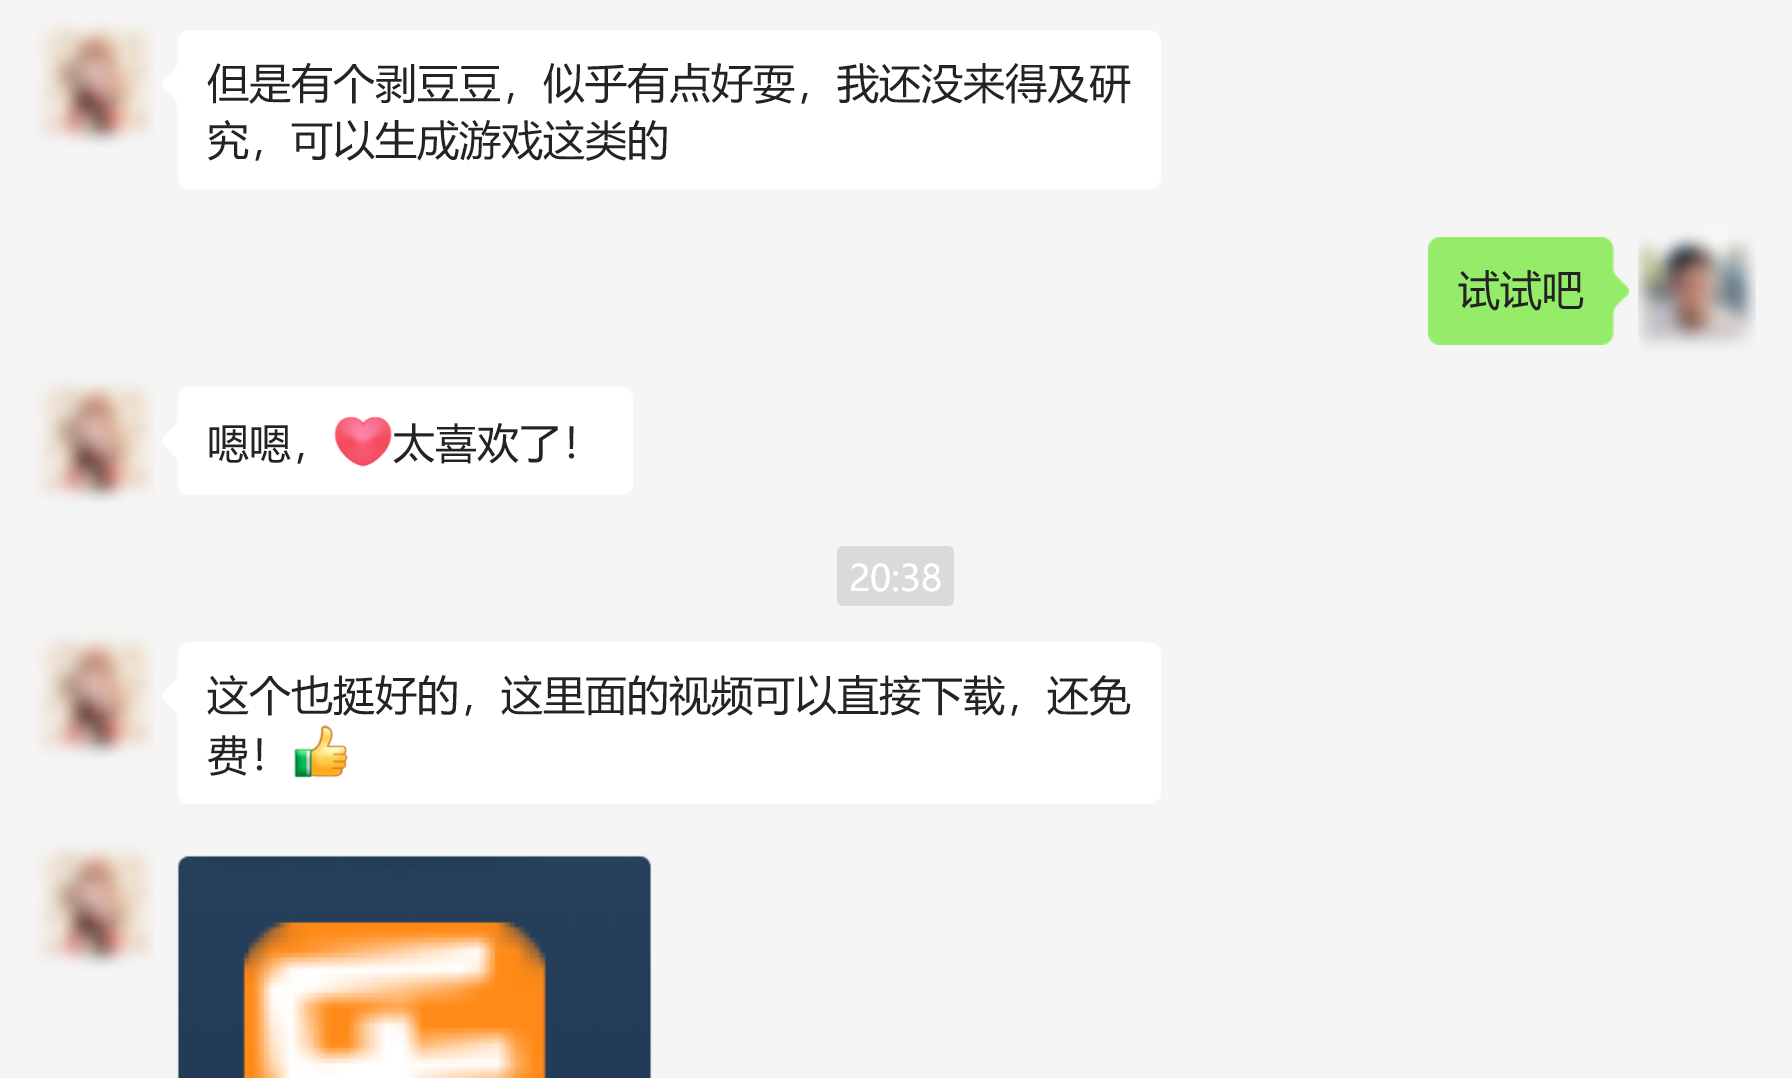 但是有个剥豆豆，似乎有点好耍，我还没来得及研
究，可以生成游戏这类的
试试吧
嗯嗯，❤太喜欢了！
20:38
这个也挺好的，这里面的视频可以直接下载，还免
费！👍